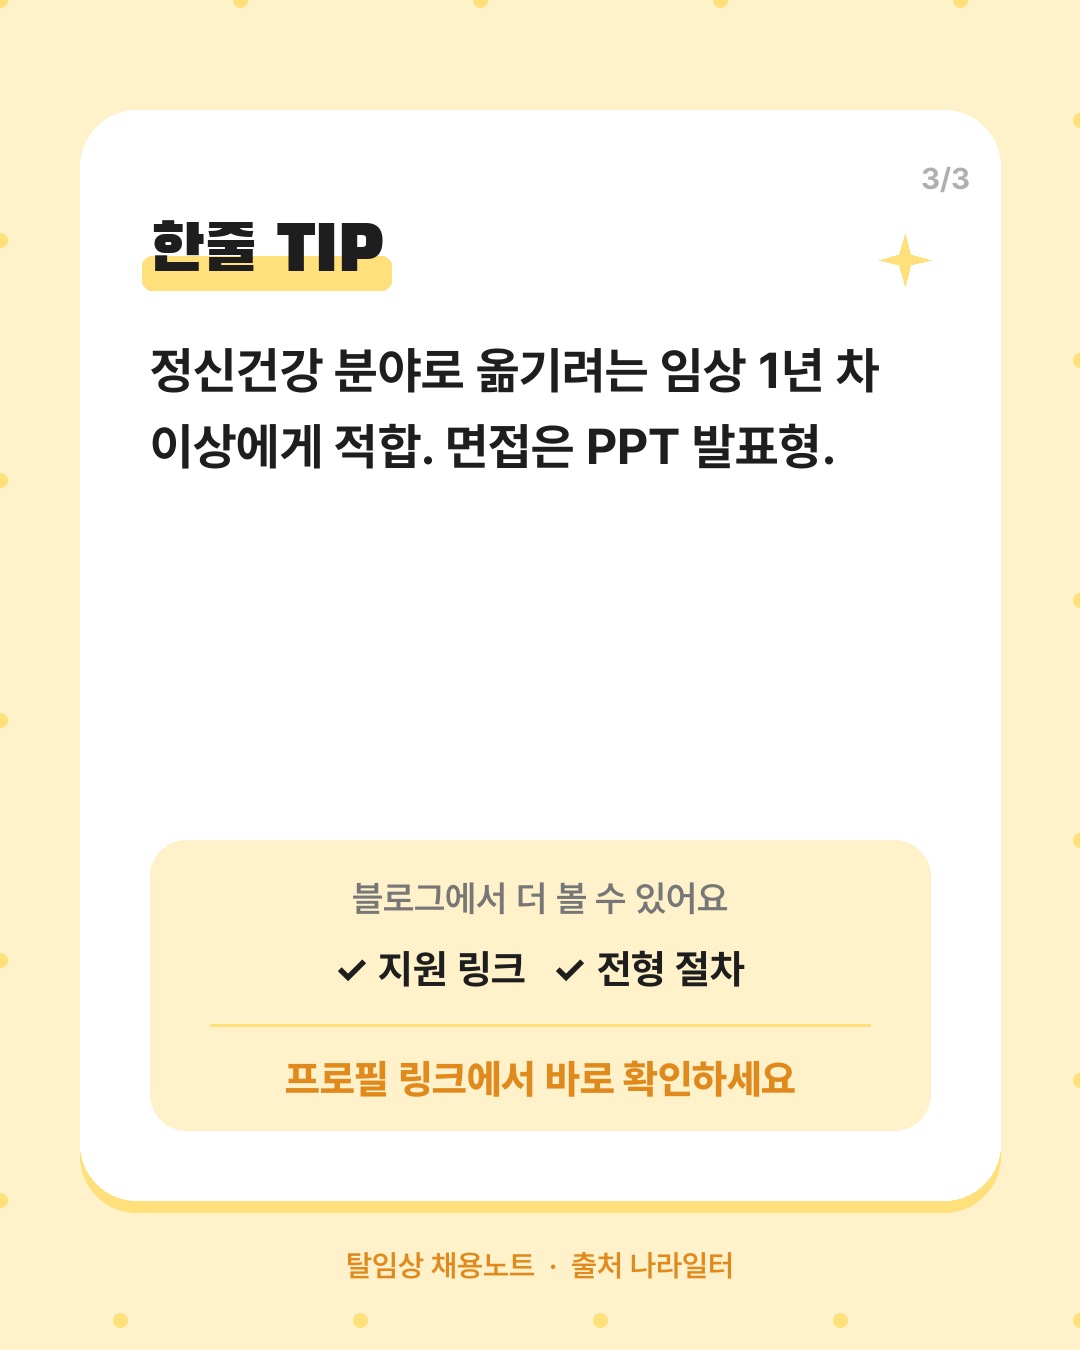 3/3
한줄 TIP
정신건강 분야로 옮기려는 임상 1년 차
이상에게 적합. 면접은 PPT 발표형.
블로그에서 더 볼 수 있어요
✓ 지원 링크 ✓ 전형 절차
프로필 링크에서 바로 확인하세요
탈임상 채용노트 · 출처 나라일터